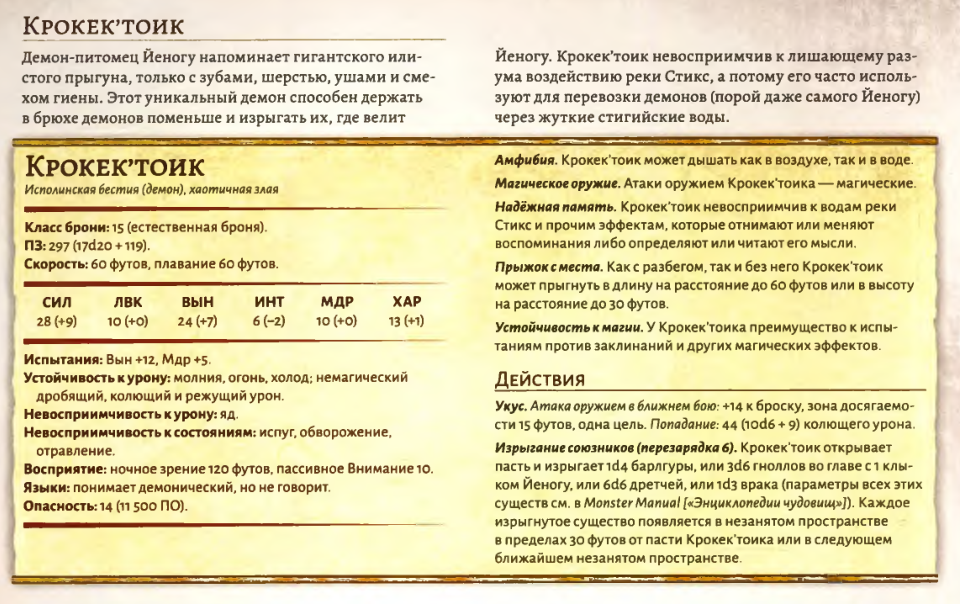 Крокек’тоик
Демон-питомец Йеногу напоминает гигантского или-
стого прыгуна, только с зубами, шерстью, ушами и сме-
хом гиены. Этот уникальный демон способен держать
в брюхе демонов поменьше и изрыгать их, где велит
Йеногу. Крокек’тоик невосприимчив к лишающему раз-
ума воздействию реки Стикс, а потому его часто исполь-
зуют для перевозки демонов (порой даже самого Йеногу)
через жуткие стигийские воды.
Крокек’тоик
Исполинская бестия (демон), хаотичная злая
Класс брони: 15 (естественная броня).
ПЗ: 297 (17d20 + 119).
Скорость: 60 футов, плавание 60 футов.
СИЛ ЛВК ВЫН ИНТ МДР ХАР
28 (+9) 10 (+0) 24 (+7) 6 (−2) 10 (+0) 13 (+1)
Испытания: Вын +12, Мдр +5.
Устойчивость к урону: молния, огонь, холод; немагический
дробящий, колющий и режущий урон.
Невосприимчивость к урону: яд.
Невосприимчивость к состояниям: испуг, обворожение,
отравление.
Восприятие: ночное зрение 120 футов, пассивное Внимание 10.
Языки: понимает демонический, но не говорит.
Опасность: 14 (11 500 ПО).
Амфибия. Крокек’тоик может дышать как в воздухе, так и в воде.
Магическое оружие. Атаки оружием Крокек’тоика — магические.
Надёжная память. Крокек’тоик невосприимчив к водам реки
Стикс и прочим эффектам, которые отнимают или меняют
воспоминания либо определяют или читают его мысли.
Прыжок с места. Как с разбегом, так и без него Крокек’тоик
может прыгнуть в длину на расстояние до 60 футов или в высоту
на расстояние до 30 футов.
Устойчивость к магии. У Крокек’тоика преимущество к испы-
таниям против заклинаний и других магических эффектов.
Действия
Укус. Атака оружием в ближнем бою: +14 к броску, зона досягаемо-
сти 15 футов, одна цель. Попадание: 44 (10d6 + 9) колющего урона.
Изрыгание союзников (перезарядка 6). Крокек’тоик открывает
пасть и изрыгает 1d4 барлгуры, или 3d6 гноллов во главе с 1 клы-
ком Йеногу, или 6d6 дретчей, или 1d3 врака (параметры всех этих
существ см. в Monster Manual [«Энциклопедии чудовищ»]). Каждое
изрыгнутое существо появляется в незанятом пространстве
в пределах 30 футов от пасти Крокек’тоика или в следующем
ближайшем незанятом пространстве.